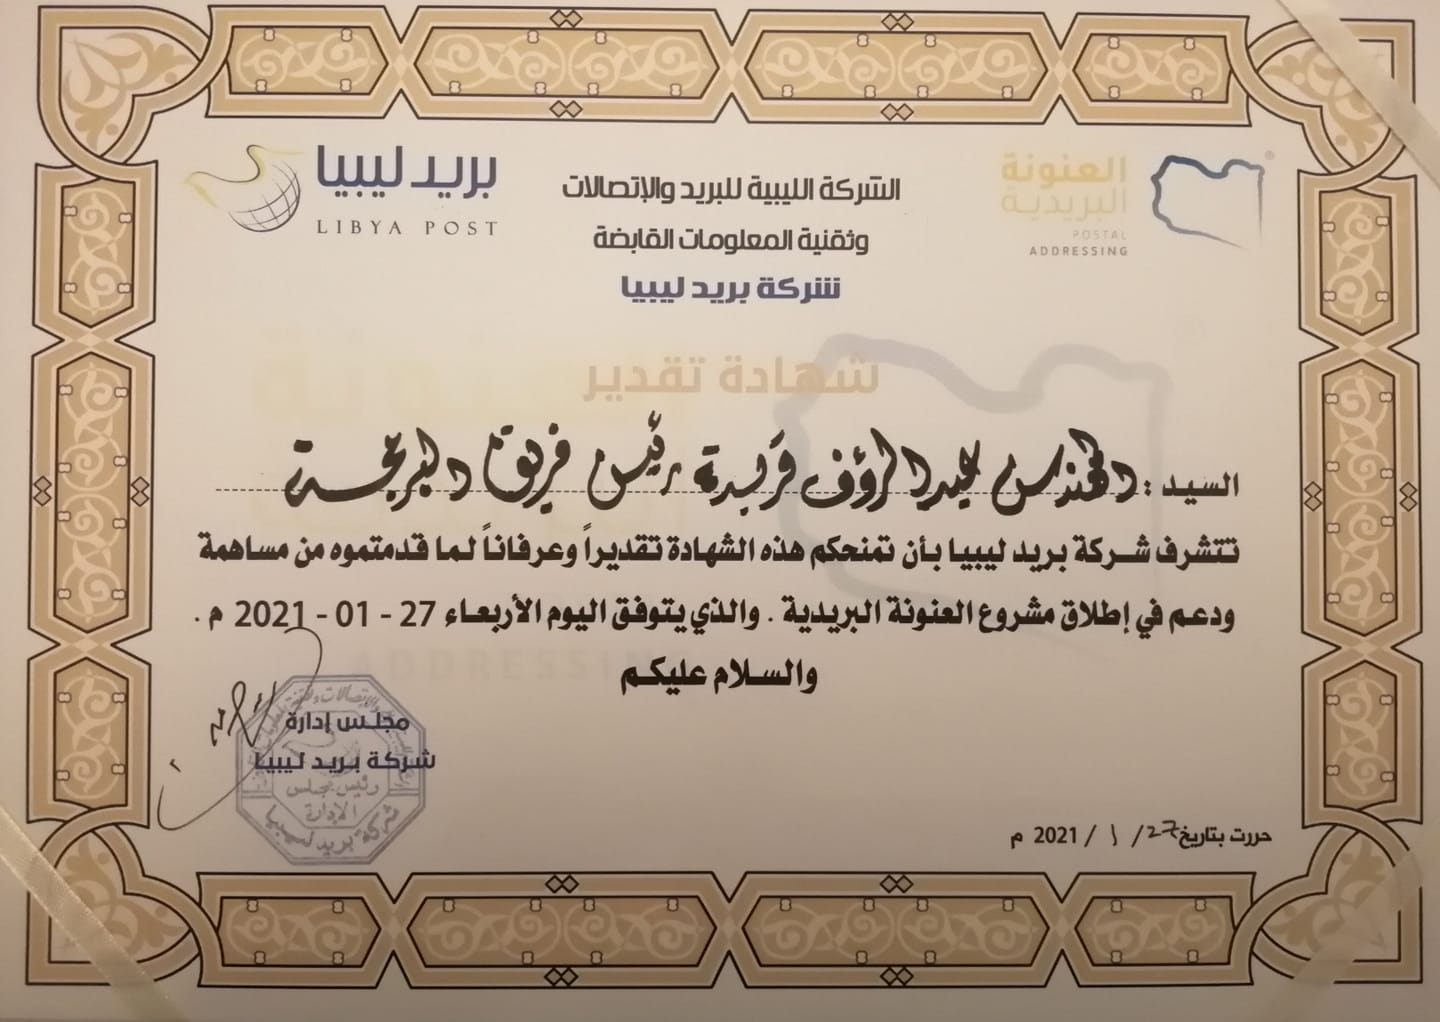 بريد ليبيا
LIBYA POST
العنونة
البريدية
POSTAL
ADDRESSING
الشركة الليبية للبريد والإتصالات
وتقنية المعلومات القابضة
شركة بريد ليبيا
شهادة تقدير
السيد : المهندس عبدالرؤف قريدة رئيس فريق البرمجة
تتشرف شركة بريد ليبيا بأن تمنحكم هذه الشهادة تقديراً وعرفاناً لما قدمتموه من مساهمة
ودعم في إطلاق مشروع العنونة البريدية . والذي يتوفق اليوم الأربعاء 27 - 01 - 2021 م .
والسلام عليكم
مجلس إدارة
شركة بريد ليبيا
رئيس مجلس
الإدارة
شركة بريد ليبيا
حررت بتاريخ 27 / 1 / 2021 م